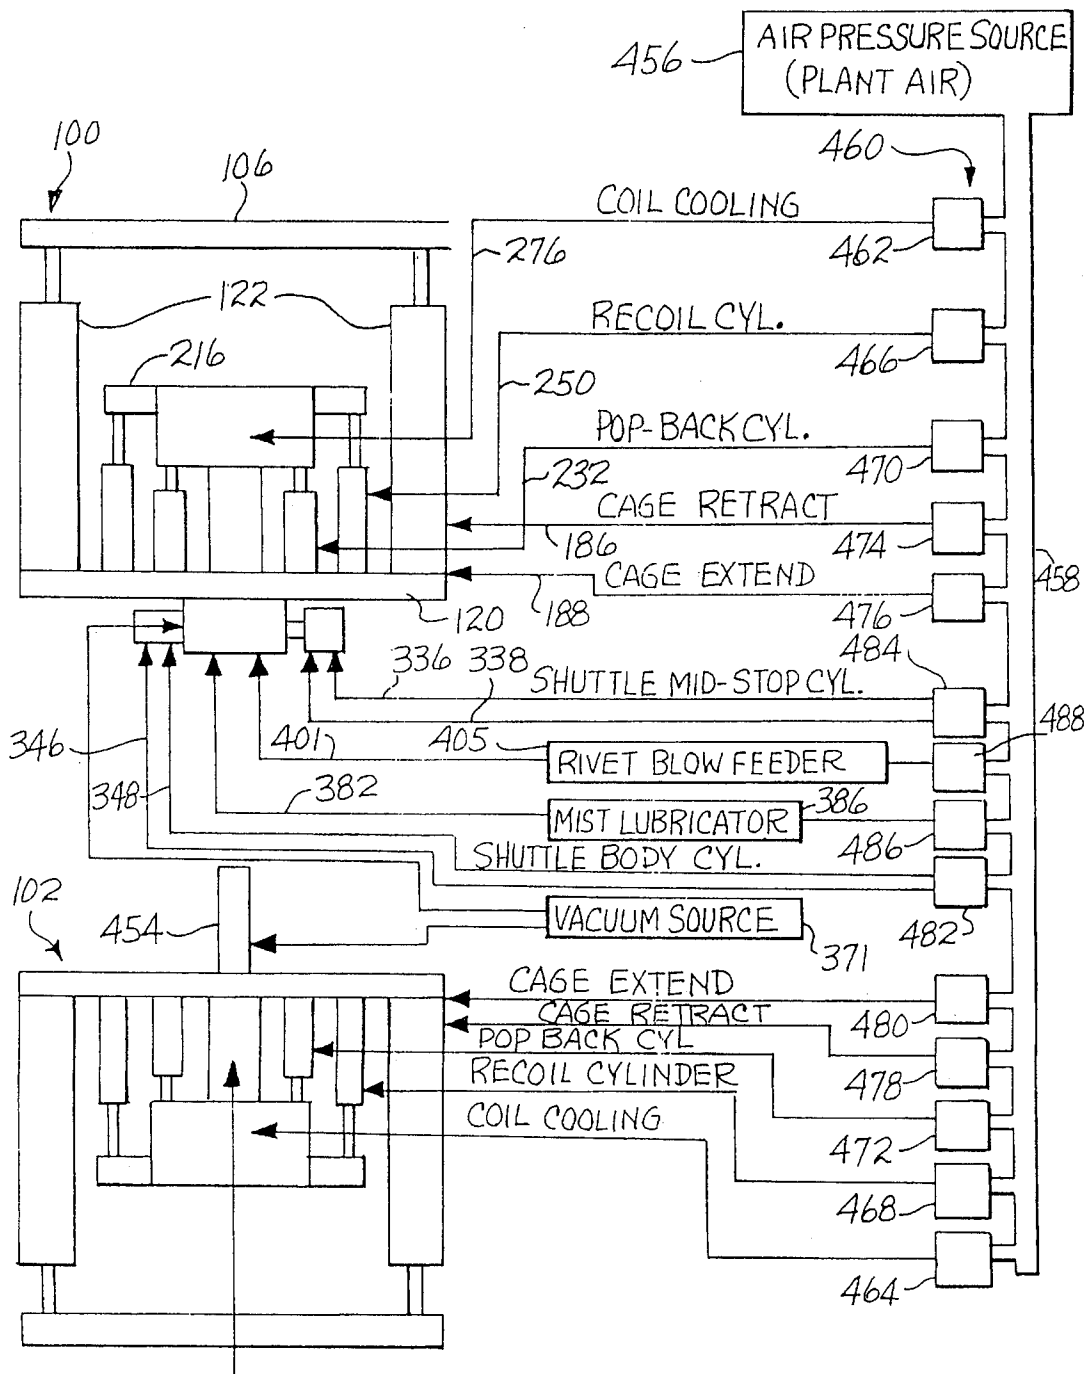 AIR PRESSURE SOURCE
(PLANT AIR)
456
100
106
460
COIL COOLING
276
462
122
RECOIL CYL.
216
250
466
POP-BACK CYL.
232
470
CAGE RETRACT
186
474
458
CAGE EXTEND
120
188
476
484
336
338
SHUTTLE MID-STOP CYL.
488
346
401
405
RIVET BLOW FEEDER
348
382
386
MIST LUBRICATOR
486
SHUTTLE BODY CYL.
102
454
VACUUM SOURCE
482
371
CAGE EXTEND
480
CAGE RETRACT
POP BACK CYL
478
RECOIL CYLINDER
COIL COOLING
472
468
464